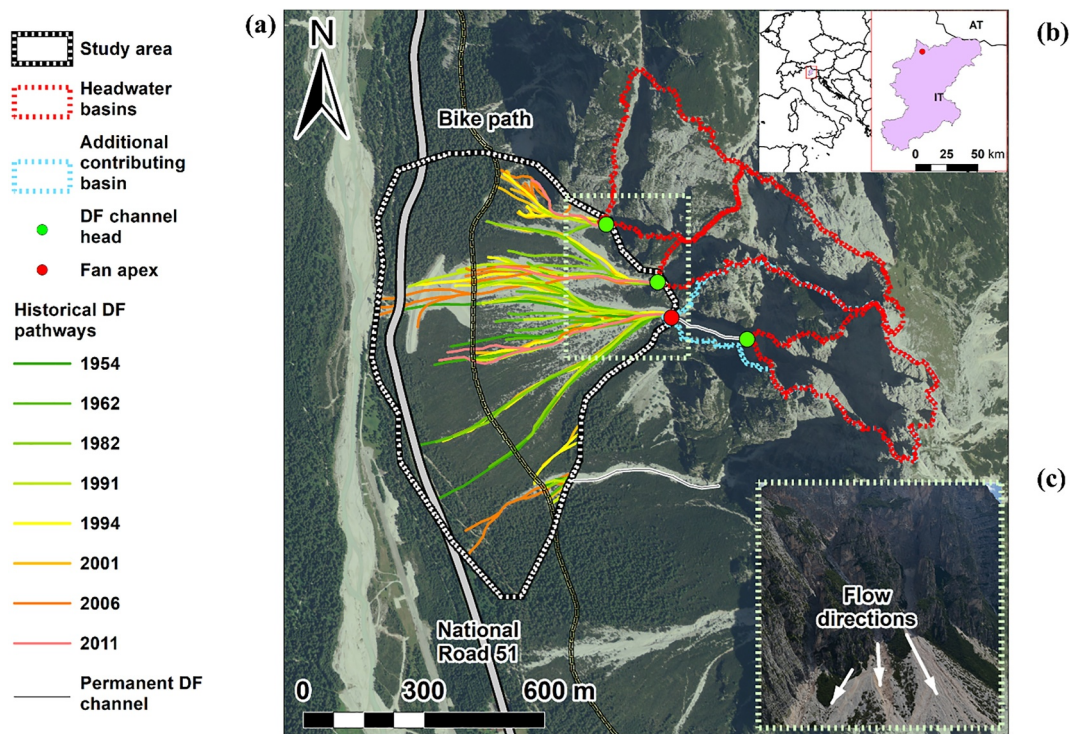 Study area
Headwater
basins
Additional
contributing
basin
DF channel
head
Fan apex
Historical DF
pathways
1954
1962
1982
1991
1994
2001
2006
2011
Permanent DF
channel
(a)
N
Bike path
National
Road 51
0 300 600 m
(b)
AT
IT
0 25 50 km
(c)
Flow
directions